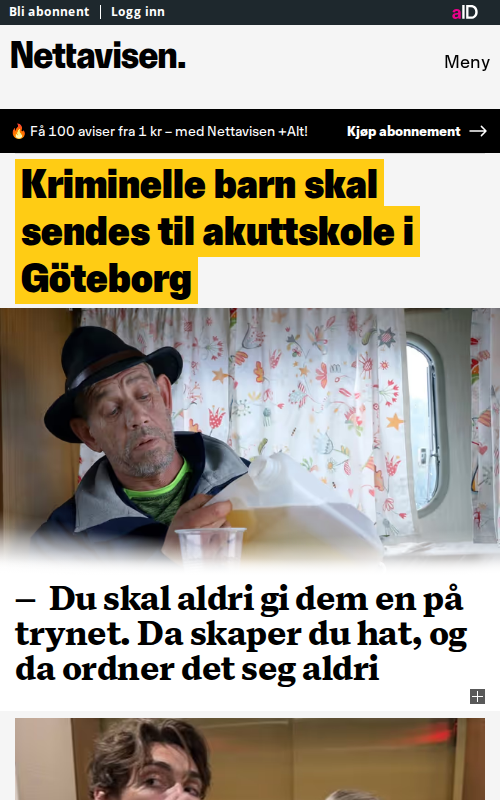 Bli abonnent
Logg inn
aID
Nettavisen.
Meny
🔥 Få 100 aviser fra 1 kr – med Nettavisen +Alt!
Kjøp abonnement →
Kriminelle barn skal
sendes til akuttskole i
Göteborg
– Du skal aldri gi dem en på
trynet. Da skaper du hat, og
da ordner det seg aldri